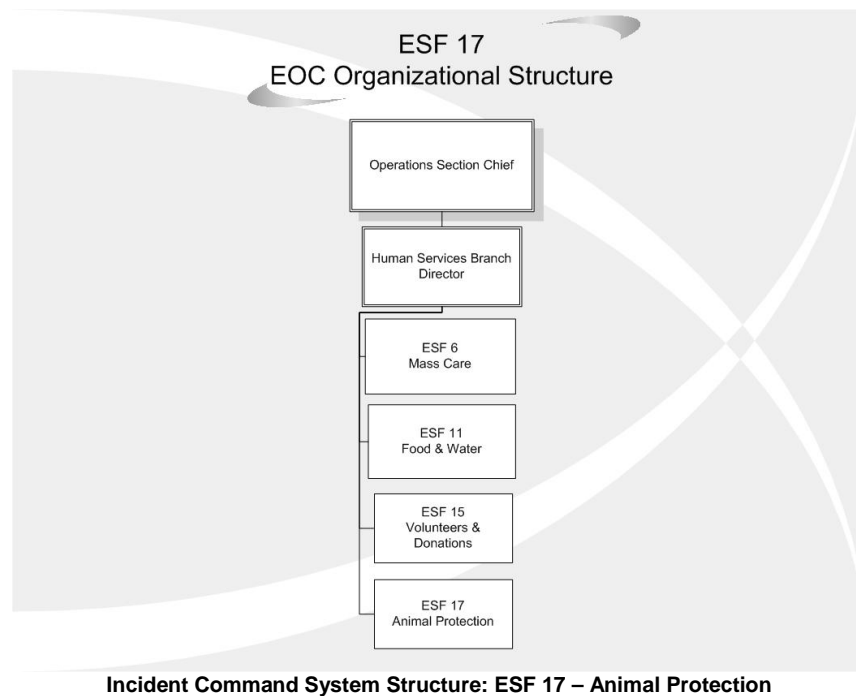 ESF 17
EOC Organizational Structure
Operations Section Chief
Human Services Branch
Director
ESF 6
Mass Care
ESF 11
Food & Water
ESF 15
Volunteers &
Donations
ESF 17
Animal Protection
Incident Command System Structure: ESF 17 – Animal Protection